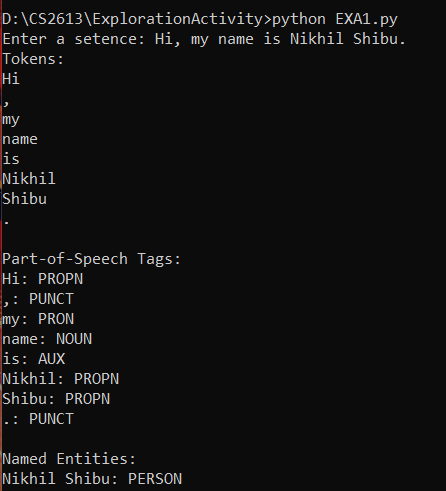 D:\CS2613\ExplorationActivity>python EXA1.py
Enter a setence: Hi, my name is Nikhil Shibu.
Tokens:
Hi
,
my
name
is
Nikhil
Shibu
.
Part-of-Speech Tags:
Hi: PROPN
,: PUNCT
my: PRON
name: NOUN
is: AUX
Nikhil: PROPN
Shibu: PROPN
.: PUNCT
Named Entities:
Nikhil Shibu: PERSON